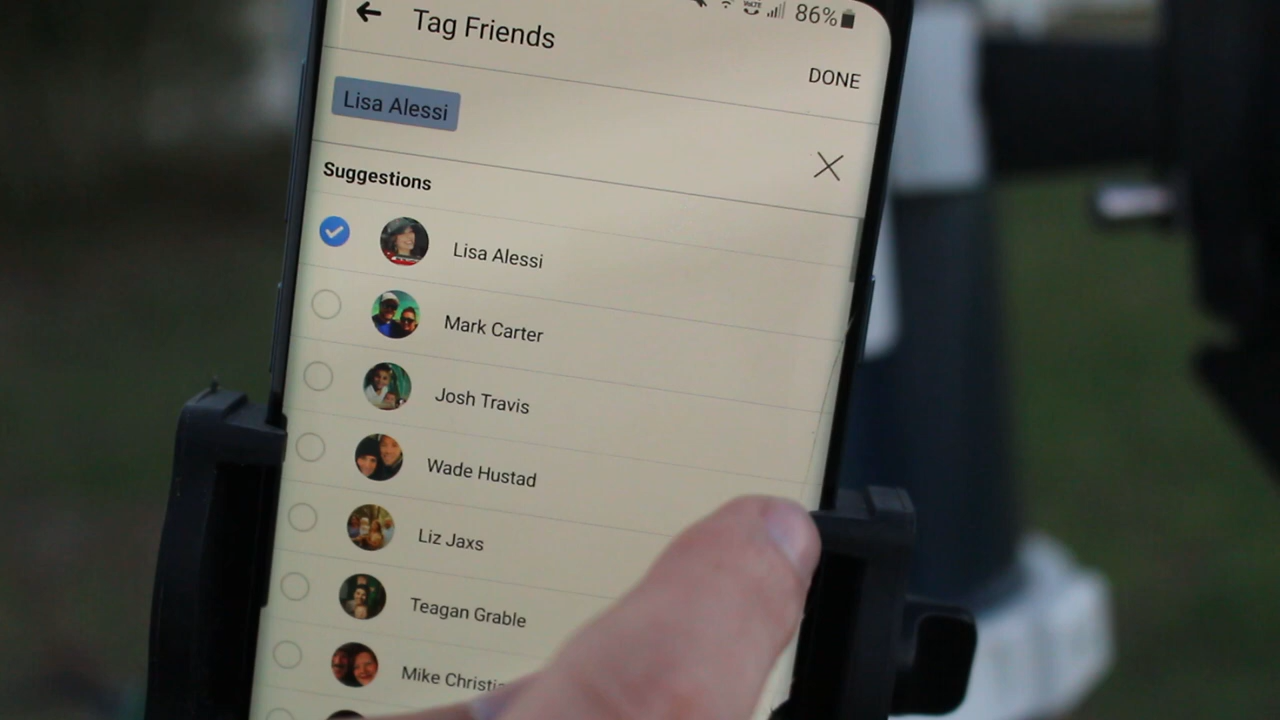 86%
Tag Friends
DONE
Lisa Alessi
Suggestions
Lisa Alessi
Mark Carter
Josh Travis
Wade Hustad
Liz Jaxs
Teagan Grable
Mike